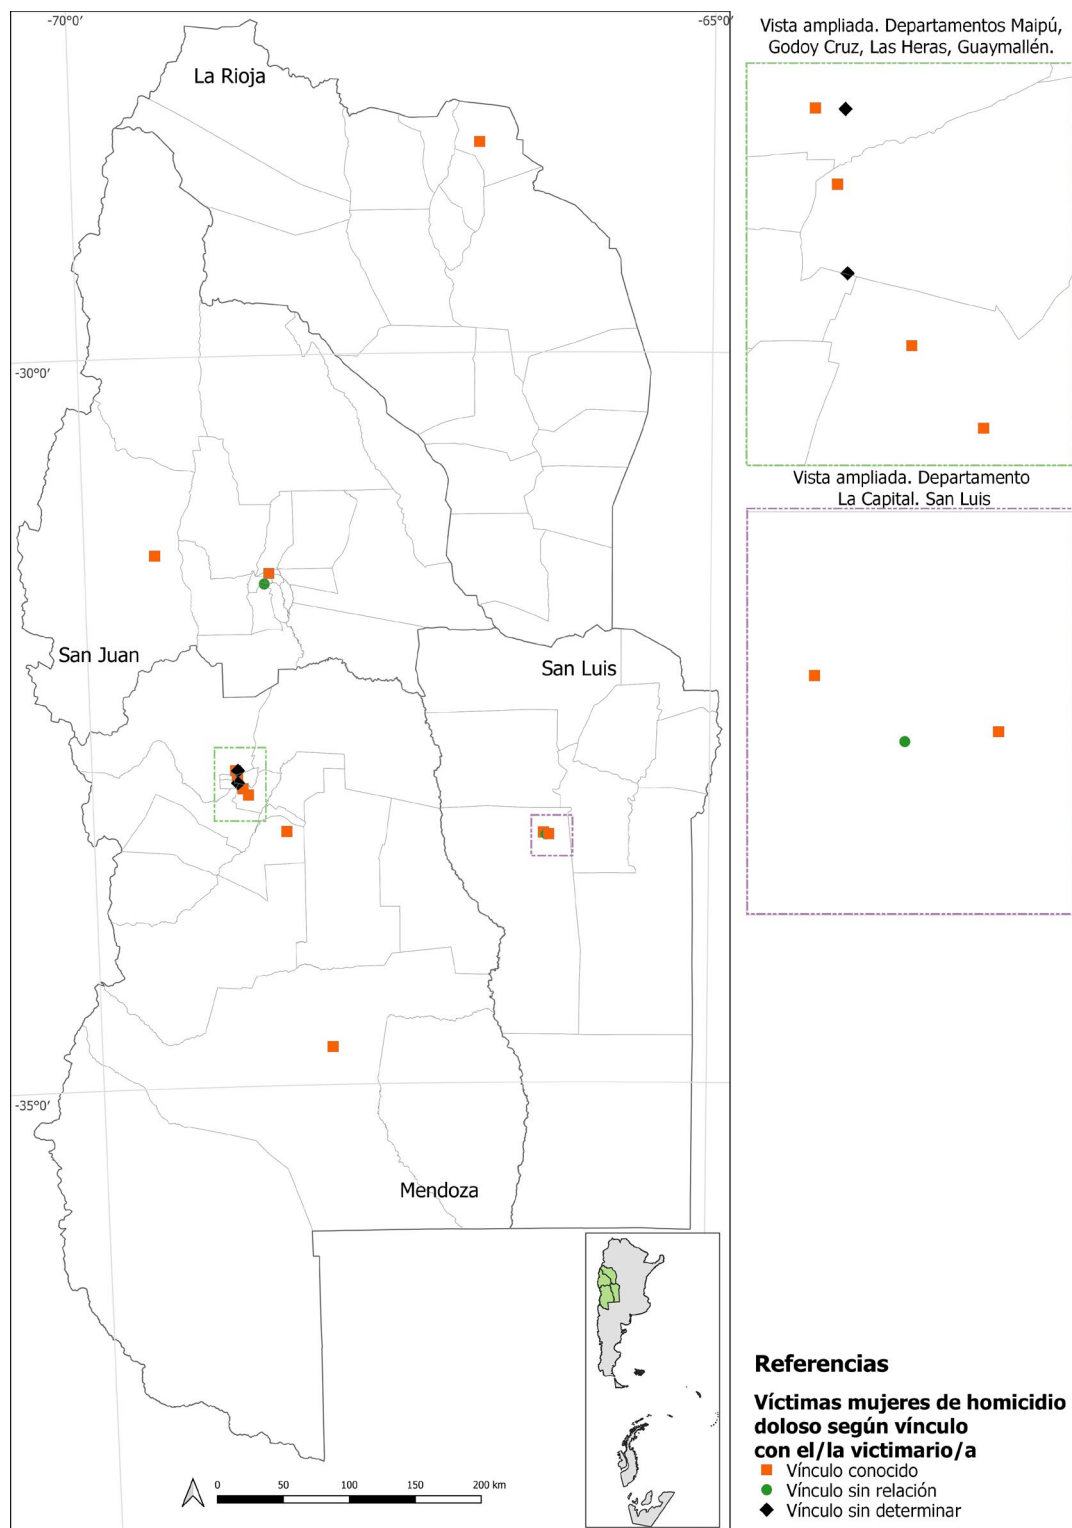 -70°0′
-65°0′
Vista ampliada. Departamentos Maipú,
Godoy Cruz, Las Heras, Guaymallén.
La Rioja
-30°0′
Vista ampliada. Departamento
La Capital. San Luis
San Juan
San Luis
-35°0′
Mendoza
Referencias
Víctimas mujeres de homicidio
doloso según vínculo
con el/la victimario/a
Vínculo conocido
Vínculo sin relación
Vínculo sin determinar
0 50 100 150 200 km